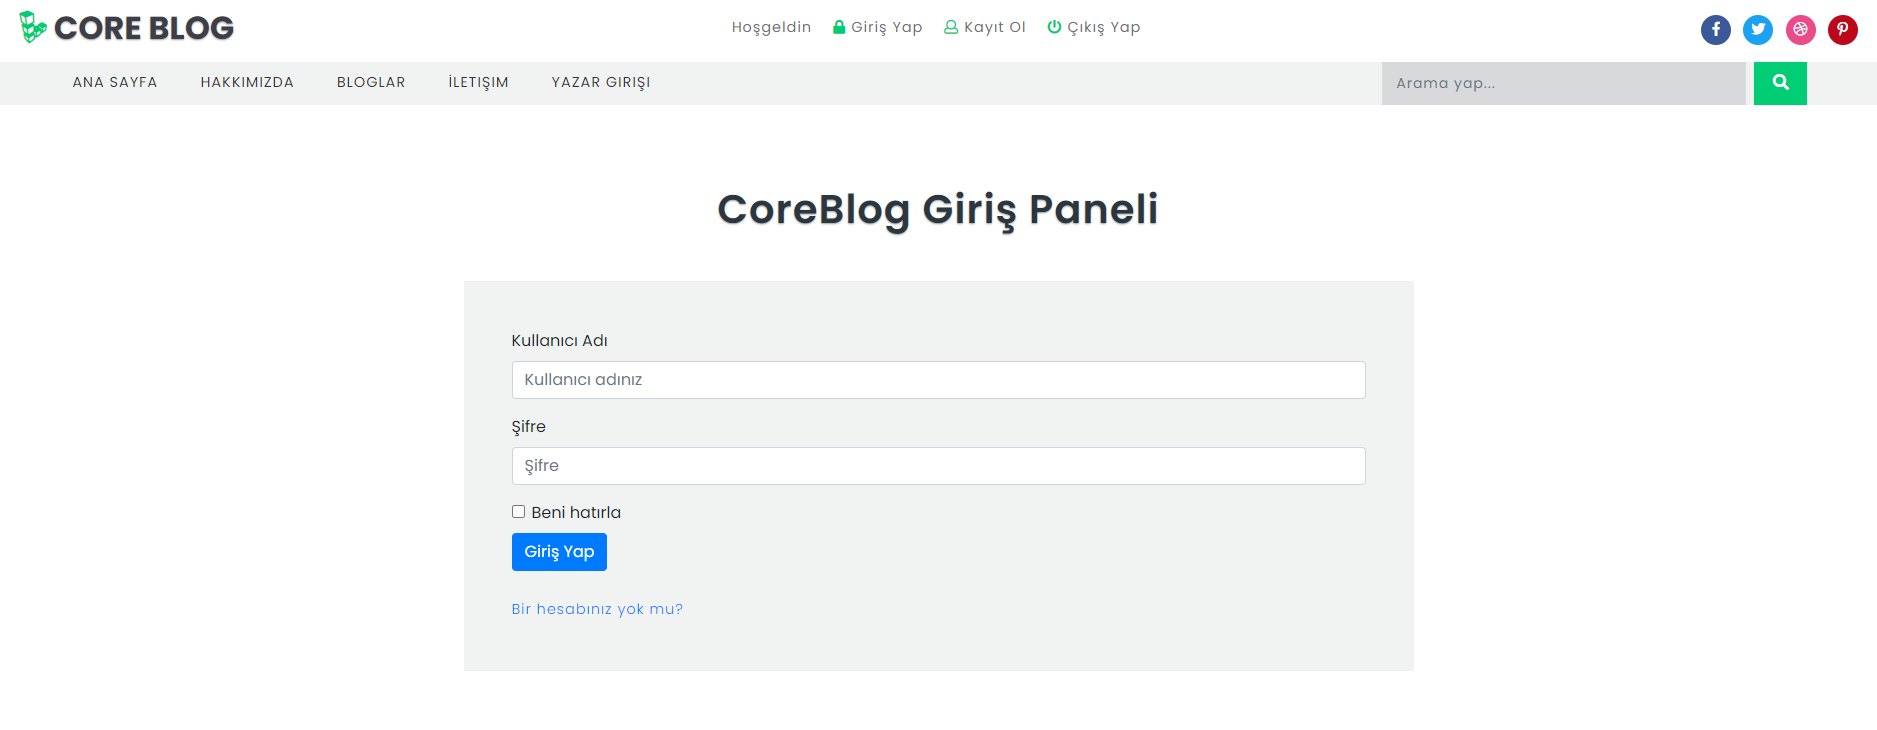 CORE BLOG
Hoşgeldin Giriş Yap Kayıt Ol Çıkış Yap
ANA SAYFA HAKKIMIZDA BLOGLAR İLETIŞIM YAZAR GIRIŞI
Arama yap...
CoreBlog Giriş Paneli
Kullanıcı Adı
Kullanıcı adınız
Şifre
Şifre
Beni hatırla
Giriş Yap
Bir hesabınız yok mu?